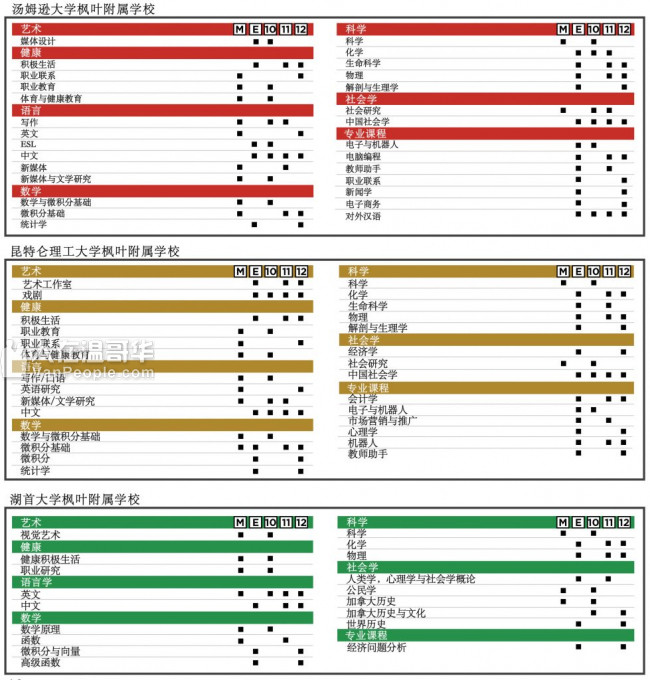 汤姆逊大学枫叶附属学校
艺术 M E 10 11 12
媒体设计
健康
积极生活
职业联系
职业教育
体育与健康教育
语言
写作
英文
ESL
中文
新媒体
新媒体与文学研究
数学
数学与微积分基础
微积分基础
统计学
科学 M E 10 11 12
科学
化学
生命科学
物理
解剖与生理学
社会学
社会研究
中国社会学
专业课程
电子与机器人
电脑编程
教师助手
职业联系
新闻学
电子商务
对外汉语
昆特仑理工大学枫叶附属学校
艺术 M E 10 11 12
艺术工作室
戏剧
健康
积极生活
职业教育
职业联系
体育与健康教育
写作/口语
英语研究
新媒体/文学研究
中文
数学
数学与微积分基础
微积分基础
微积分
统计学
人在温哥华
VanPeople.com
科学 M E 10 11 12
科学
化学
生命科学
物理
解剖与生理学
社会学
经济学
社会研究
中国社会学
专业课程
会计学
电子与机器人
市场营销与推广
心理学
机器人
教师助手
湖首大学枫叶附属学校
艺术 M E 10 11 12
视觉艺术
健康
健康积极生活
职业研究
语言学
英文
中文
数学
数学原理
函数
微积分与向量
高级函数
科学 M E 10 11 12
科学
化学
物理
社会学
人类学，心理学与社会学概论
公民学
加拿大历史
加拿大历史与文化
世界历史
专业课程
经济问题分析